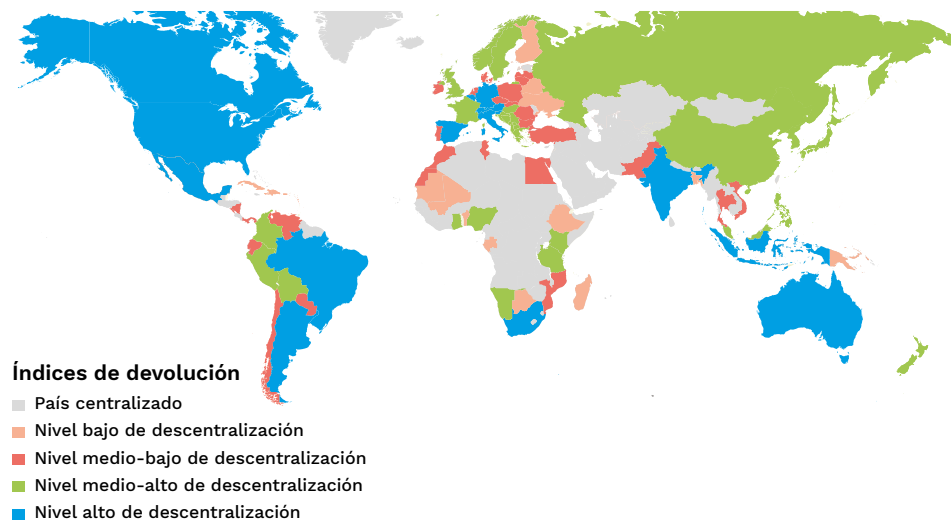 Índices de devolución
País centralizado
Nivel bajo de descentralización
Nivel medio-bajo de descentralización
Nivel medio-alto de descentralización
Nivel alto de descentralización